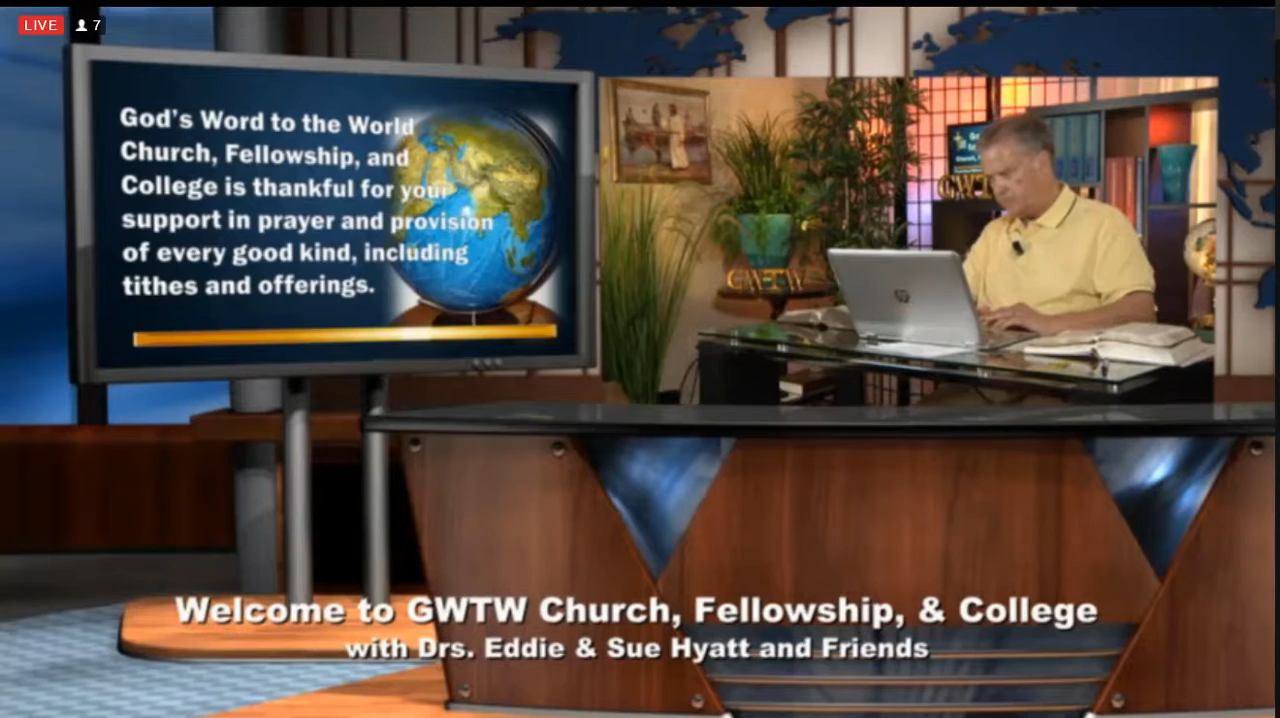 LIVE 7
God's Word to the World
Church, Fellowship, and
College is thankful for your
support in prayer and provision
of every good kind, including
tithes and offerings.
GWTW
Welcome to GWTW Church, Fellowship, & College
with Drs. Eddie & Sue Hyatt and Friends